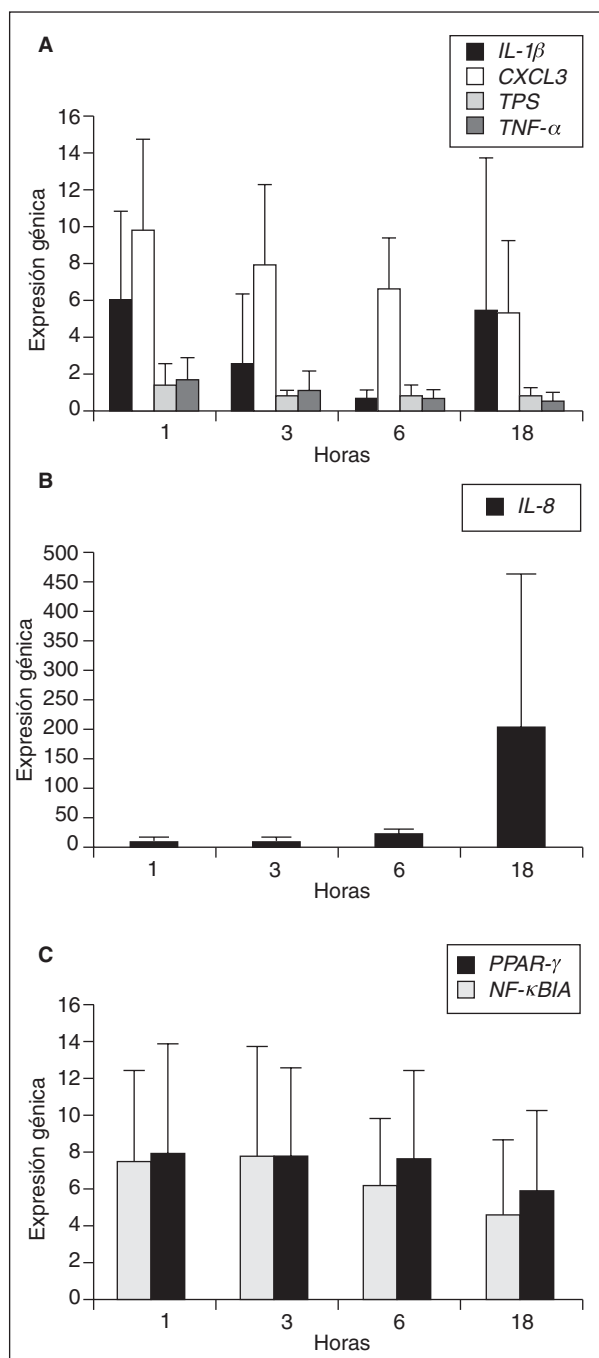 A
IL-1β
CXCL3
TPS
TNF-α
Expresión génica
16
14
12
10
8
6
4
2
0
1 3 6 18
Horas
B
IL-8
Expresión génica
500
450
400
350
300
250
200
150
100
50
0
1 3 6 18
Horas
C
PPAR-γ
NF-κBIA
Expresión génica
16
14
12
10
8
6
4
2
0
1 3 6 18
Horas